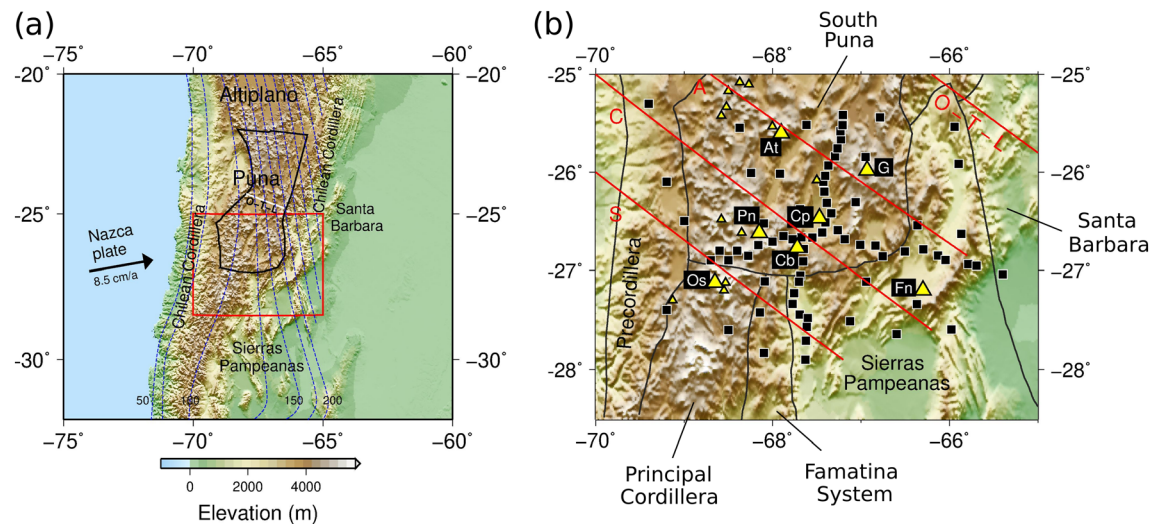 (a)
−75˚
−70˚
−65˚
−60˚
−20˚
−25˚
−30˚
Altiplano
Puna
O-T-L
Chilean Cordillera
Chilean Cordillera
Santa
Barbara
Nazca
plate
8.5 cm/a
Sierras
Pampeanas
50
150
200
−20˚
−25˚
−30˚
−75˚
−70˚
−65˚
−60˚
0
2000
4000
Elevation (m)
(b)
South
Puna
−70˚
−68˚
−66˚
−25˚
−26˚
−27˚
−28˚
A
C
S
O-T-L
At
G
Pn
Cp
Cb
Os
Fn
Precordillera
Sierras
Pampeanas
−25˚
−26˚
−27˚
−28˚
Santa
Barbara
−70˚
−68˚
−66˚
Principal
Cordillera
Famatina
System